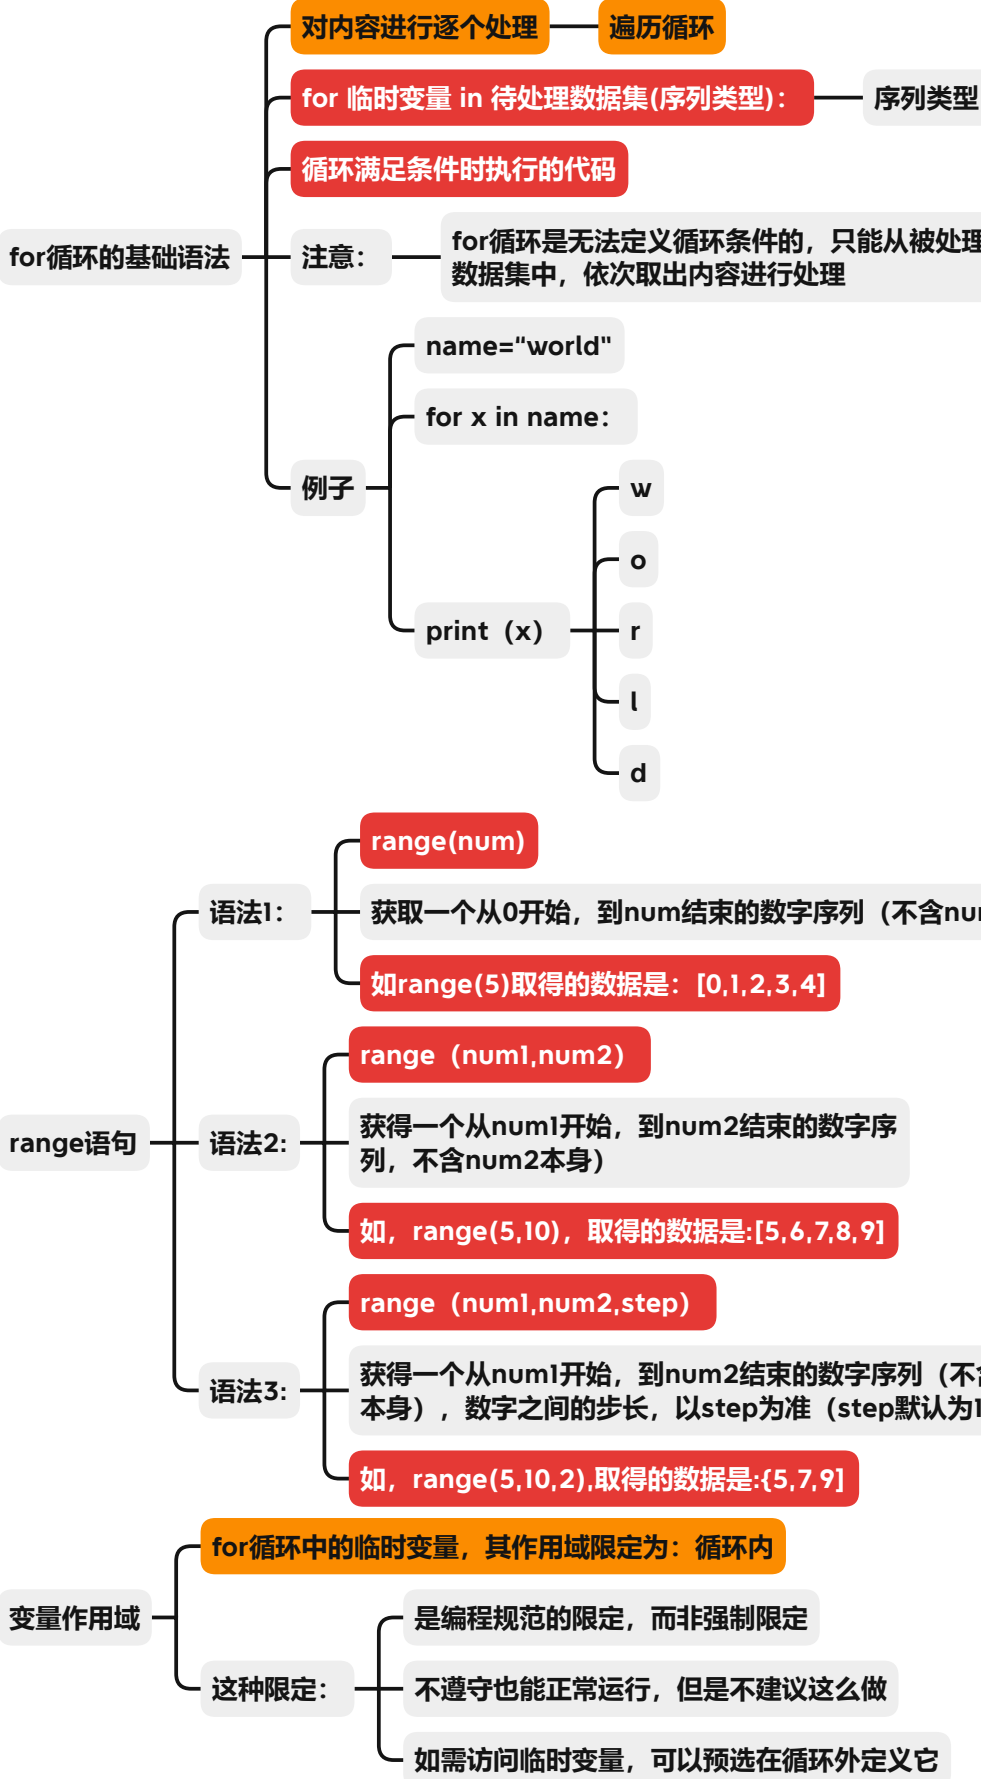 对内容进行逐个处理
遍历循环
for 临时变量 in 待处理数据集(序列类型)：
序列类型
循环满足条件时执行的代码
for循环的基础语法
注意：
for循环是无法定义循环条件的，只能从被处理
数据集中，依次取出内容进行处理
例子
name=“world"
for x in name：
print（x）
w
o
r
l
d
range语句
语法1：
range(num)
获取一个从0开始，到num结束的数字序列（不含
如range(5)取得的数据是：[0,1,2,3,4]
语法2:
range（num1,num2）
获得一个从num1开始，到num2结束的数字序
列，不含num2本身）
如，range(5,10)，取得的数据是:[5,6,7,8,9]
语法3:
range（num1,num2,step）
获得一个从num1开始，到num2结束的数字序列（不
本身），数字之间的步长，以step为准（step默认为1
如，range(5,10,2),取得的数据是:{5,7,9]
变量作用域
for循环中的临时变量，其作用域限定为：循环内
这种限定：
是编程规范的限定，而非强制限定
不遵守也能正常运行，但是不建议这么做
如需访问临时变量，可以预选在循环外定义它